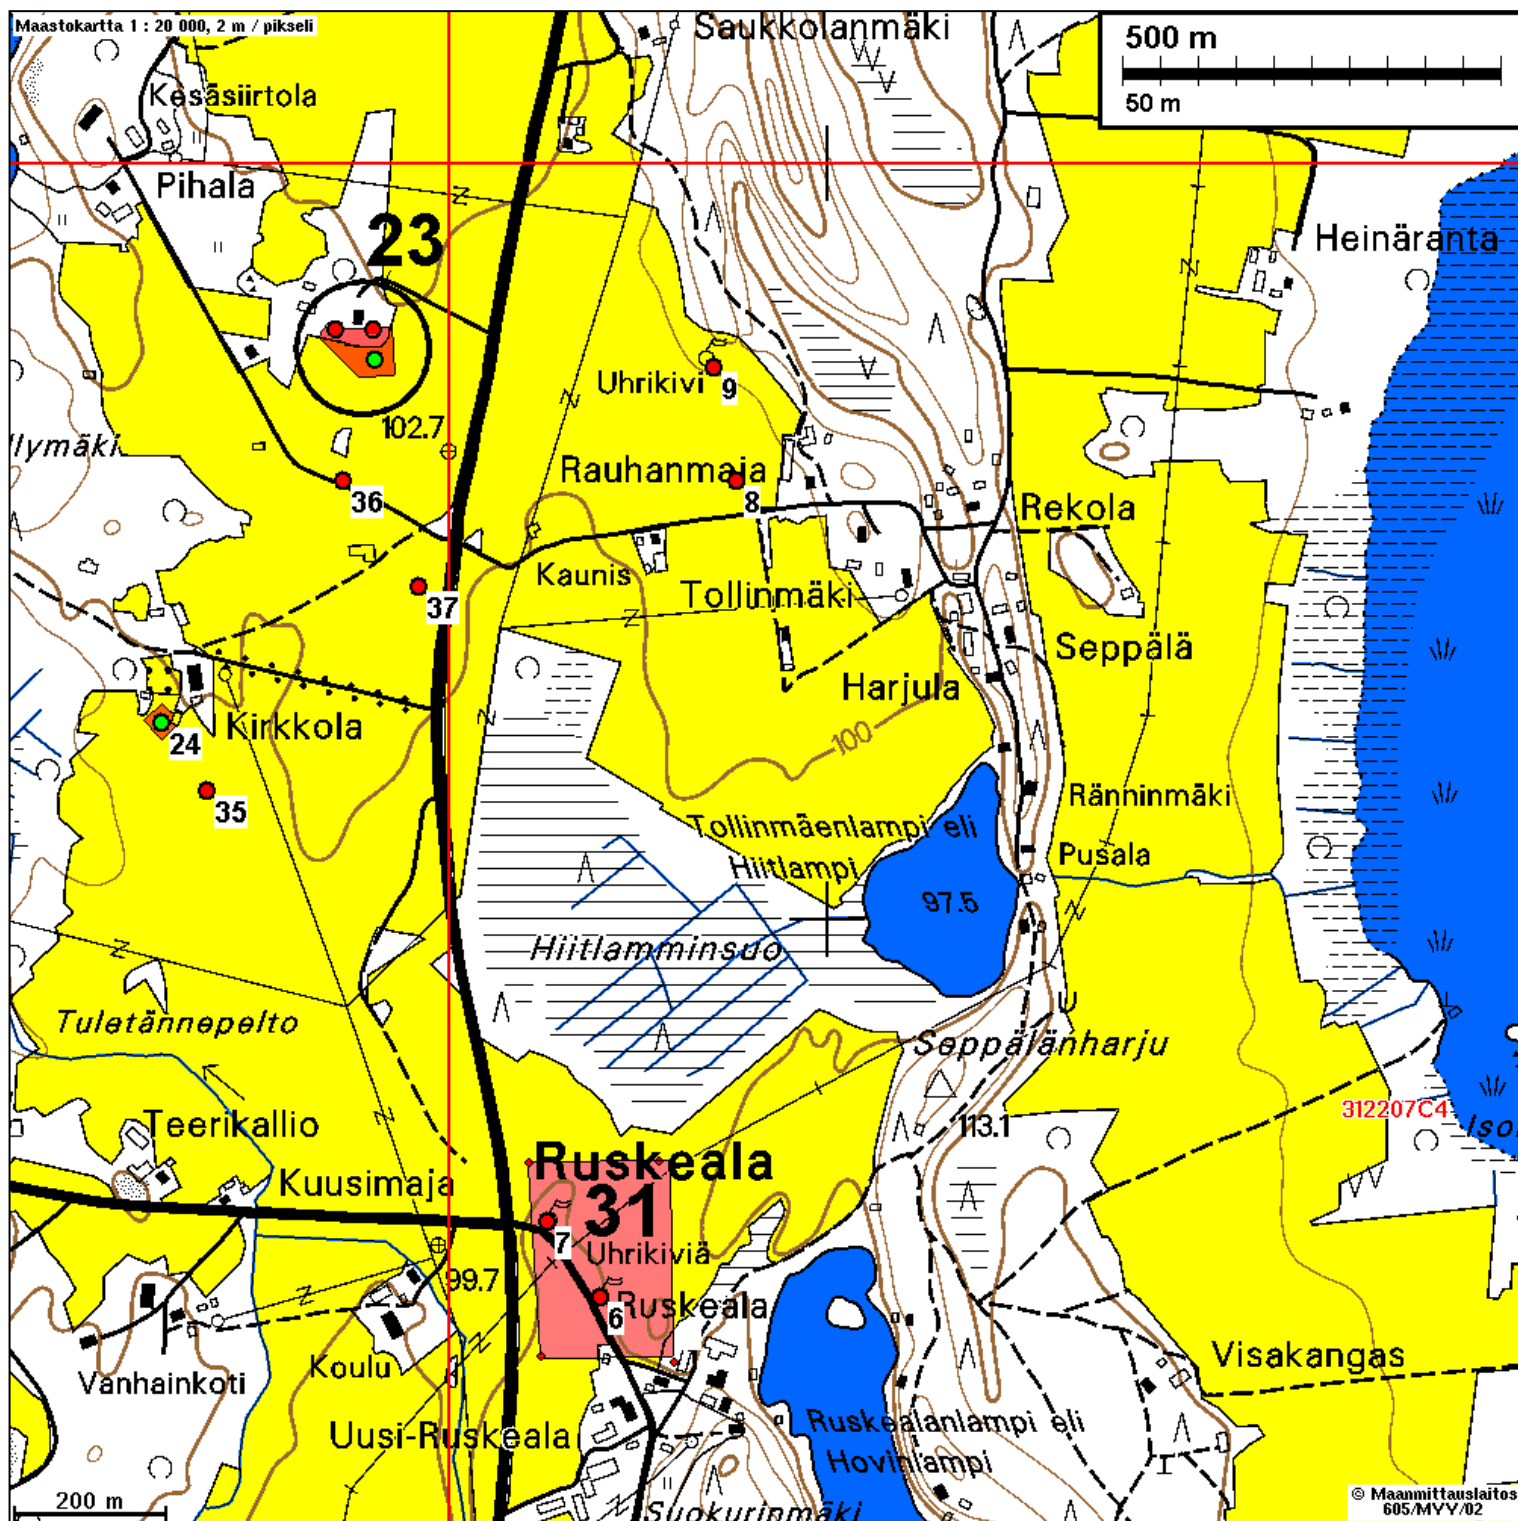 Maastokartta 1 : 20 000, 2 m / pikseli
Saukkolanmäki
500 m
50 m
Kesäsiirtola
Pihala
23
Heinäranta
Uhrikivi
9
102.7
llymäki
Rauhanmaja
36
8
Rekola
Kaunis
37
Tollinmäki
Seppälä
Harjula
24
Kirkkola
100
35
Ränninmäki
Tollinmäenlampi eli
Hiitlampi
Pusala
97.5
Hiitlamminsuo
Tuletännepelto
Seppälänharju
312207C4
Isol
Teerikallio
113.1
Ruskeala
Kuusimaja
31
7
Uhrikiviä
99.7
6
Ruskeala
Koulu
Visakangas
Vanhainkoti
Uusi-Ruskeala
Ruskealanlampi eli
Hovinlampi
200 m
Suokurinmäki
© Maanmittauslaitos
605/MYY/02